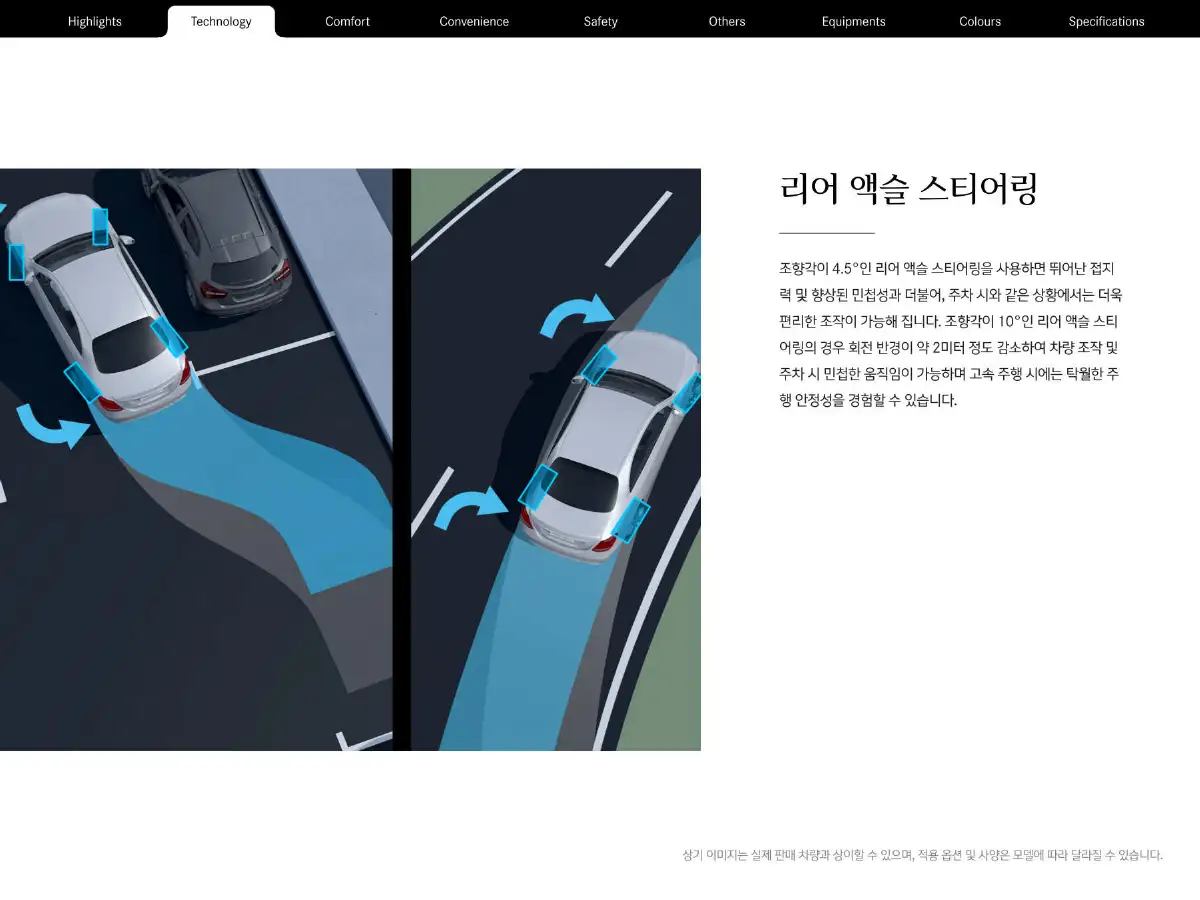 Highlights
Technology
Comfort
Convenience
Safety
Others
Equipments
Colours
Specifications
리어 액슬 스티어링
조향각이 4.5°인 리어 액슬 스티어링을 사용하면 뛰어난 접지
력 및 향상된 민첩성과 더불어, 주차 시와 같은 상황에서는 더욱
편리한 조작이 가능해 집니다. 조향각이 10°인 리어 액슬 스티
어링의 경우 회전 반경이 약 2미터 정도 감소하여 차량 조작 및
주차 시 민첩한 움직임이 가능하며 고속 주행 시에는 탁월한 주
행 안정성을 경험할 수 있습니다.
상기 이미지는 실제 판매 차량과 상이할 수 있으며, 적용 옵션 및 사양은 모델에 따라 달라질 수 있습니다.